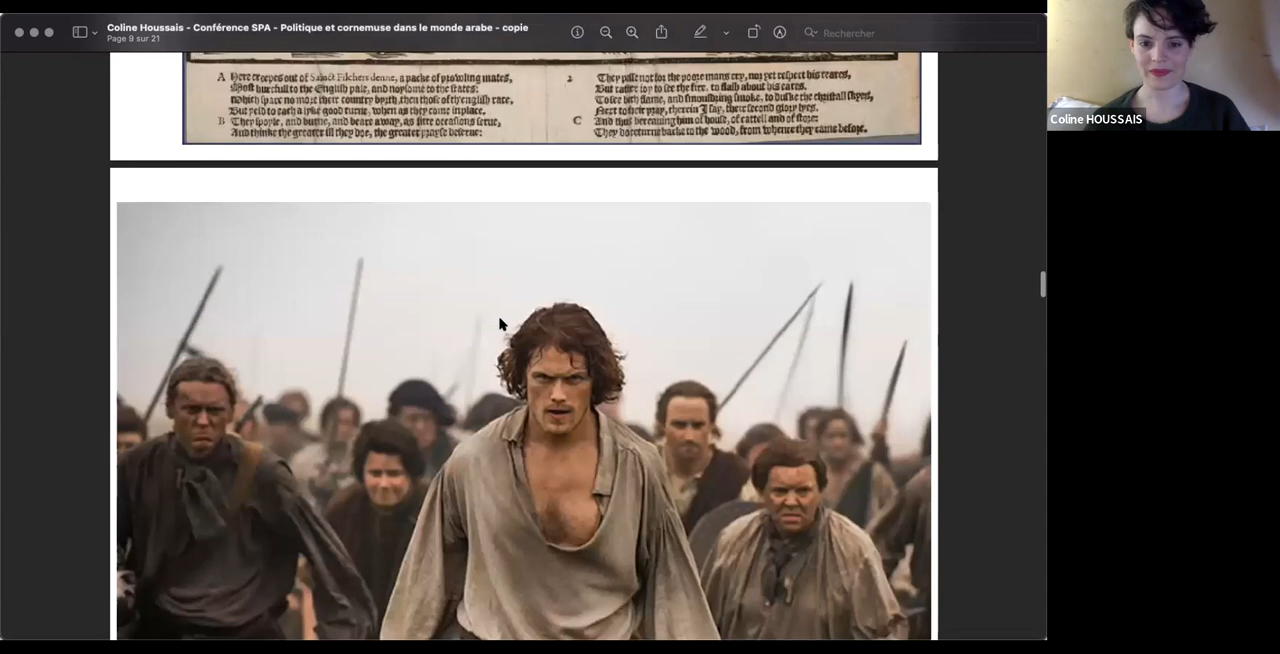 Coline Houssais - Conférence SPA - Politique et cornemuse dans le monde arabe - copie
Page 9 sur 21
Rechercher
Coline HOUSSAIS
A Here creepes out of Sainct Filchers denne, a packe of prowling mates,
Most hurtfull to the English pale, and noysome to the states:
Which spare no more their country byrth, then those of th'english race,
But yeld to each a lyke good turne, when as they come in place.
B They spoyle, and burne, and beare away, as fitte occasions serue,
And thinke the greater ill they doe, the greater prayse deserue:
2 They passe not for the poore mans cry, nor yet respect his teares,
But rather ioy to see the fire, to flash about his eares.
To see both flame, and smouldring smoke, to duske the christall skyes,
Next to their pray, therein I say, their second glory lyes.
C And thus bereauing him of house, of cattell and of store:
They do returne backe to the wood, from whence they came before.